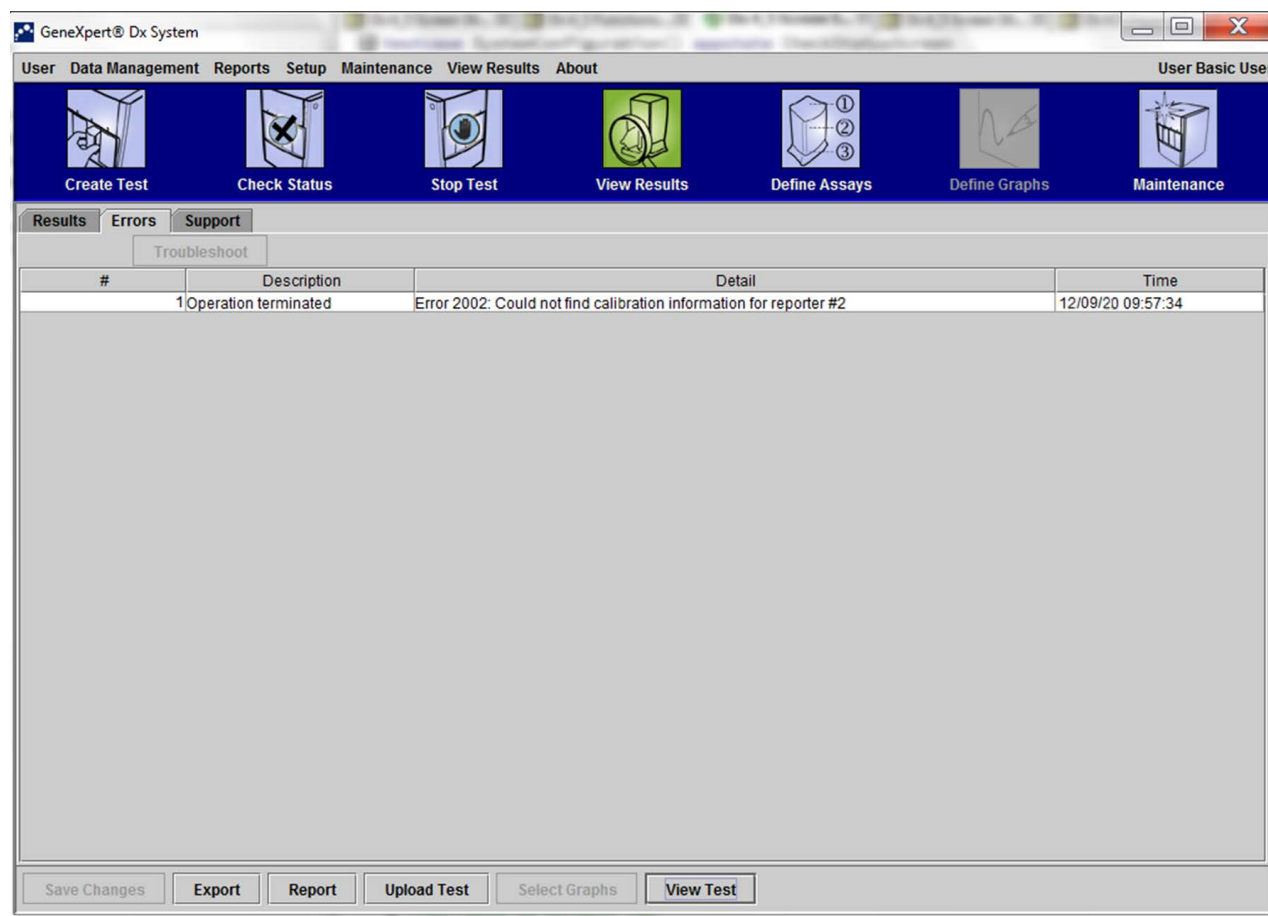 GeneXpert® Dx System
User Data Management Reports Setup Maintenance View Results About User Basic Use
① ② ③
Create Test Check Status Stop Test View Results Define Assays Define Graphs Maintenance
Results Errors Support
Troubleshoot
# Description Detail Time
1 Operation terminated Error 2002: Could not find calibration information for reporter #2 12/09/20 09:57:34
Save Changes Export Report Upload Test Select Graphs View Test